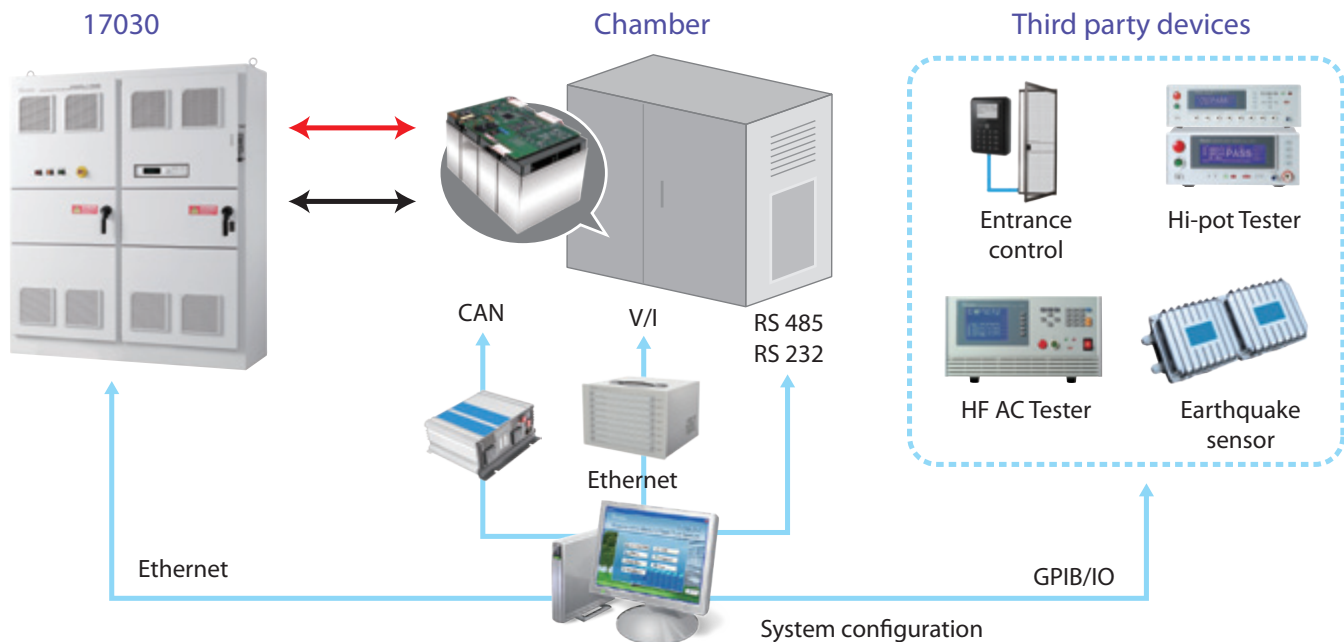 17030
Chamber
Third party devices
Entrance
control
Hi-pot Tester
PASS
CAN
V/I
RS 485
RS 232
HF AC Tester
Earthquake
sensor
Ethernet
Ethernet
GPIB/IO
System configuration